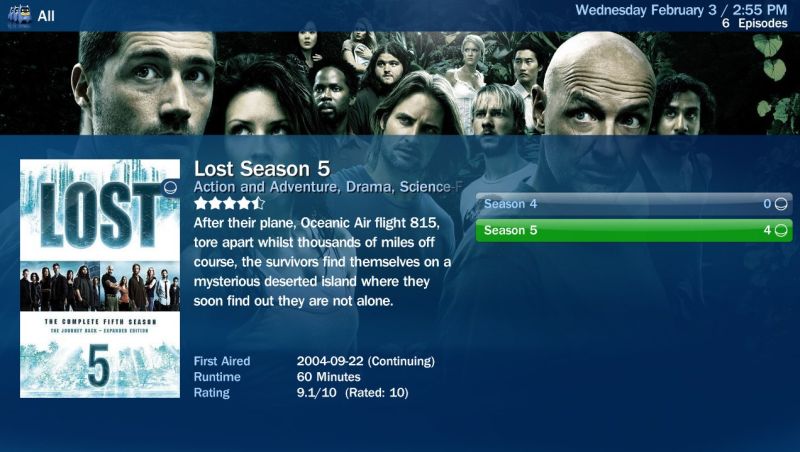 All
Wednesday February 3 / 2:55 PM
6 Episodes
LOST
THE COMPLETE FIFTH SEASON
THE JOURNEY BACK – EXPANDED EDITION
5
Lost Season 5
Action and Adventure, Drama, Science-F
After their plane, Oceanic Air flight 815,
tore apart whilst thousands of miles off
course, the survivors find themselves on a
mysterious deserted island where they
soon find out they are not alone.
First Aired 2004-09-22 (Continuing)
Runtime 60 Minutes
Rating 9.1/10 (Rated: 10)
Season 4 0
Season 5 4